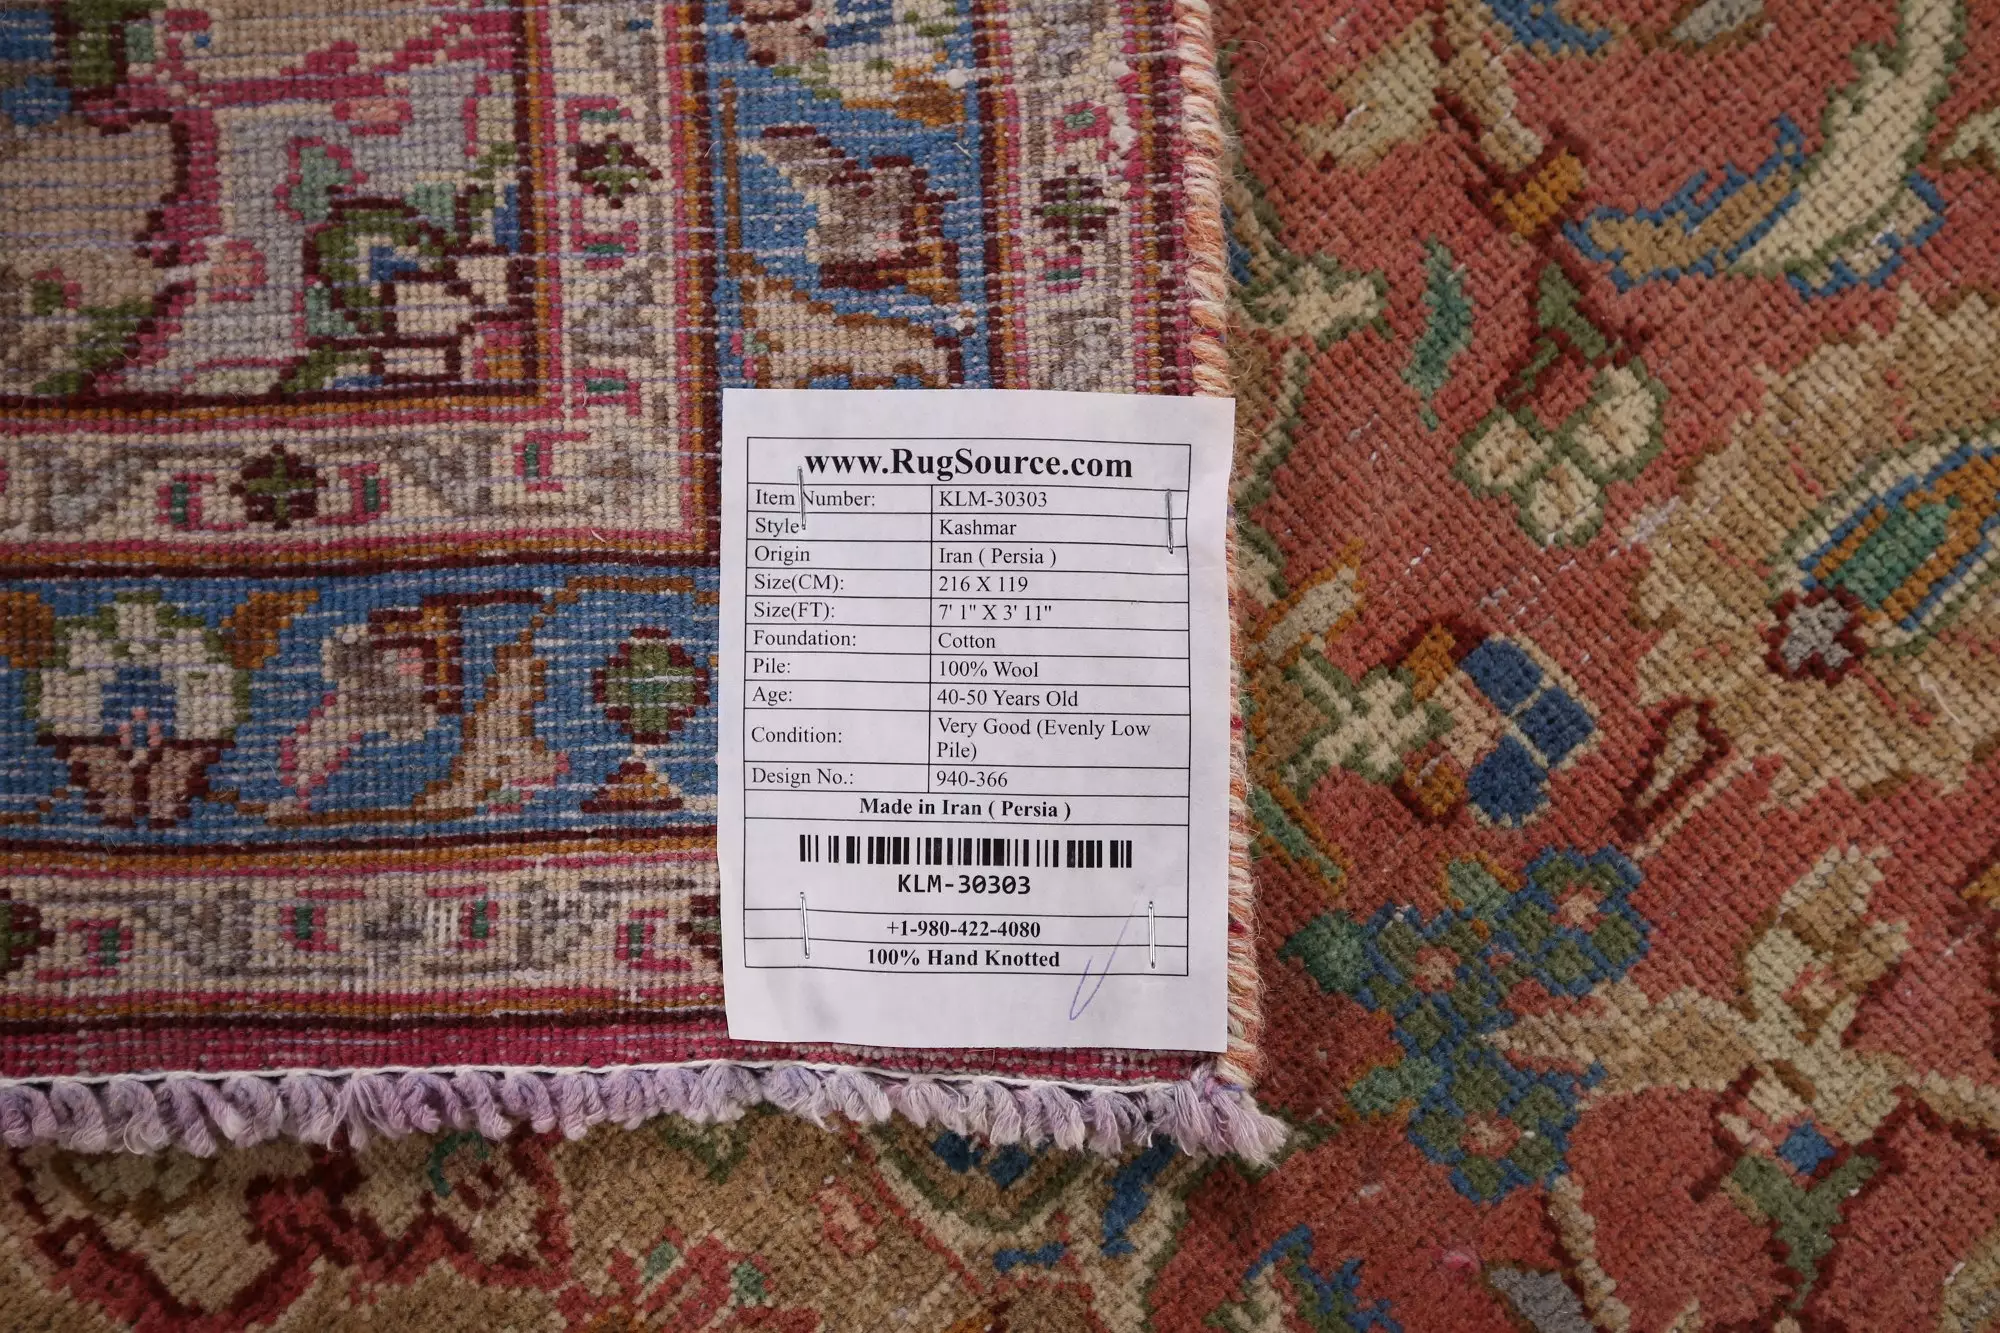 www.RugSource.com
Item Number: KLM-30303
Style Kashmar
Origin Iran ( Persia )
Size(CM): 216 X 119
Size(FT): 7' 1" X 3' 11"
Foundation: Cotton
Pile: 100% Wool
Age: 40-50 Years Old
Condition: Very Good (Evenly Low
Pile)
Design No.: 940-366
Made in Iran ( Persia )
KLM-30303
+1-980-422-4080
100% Hand Knotted